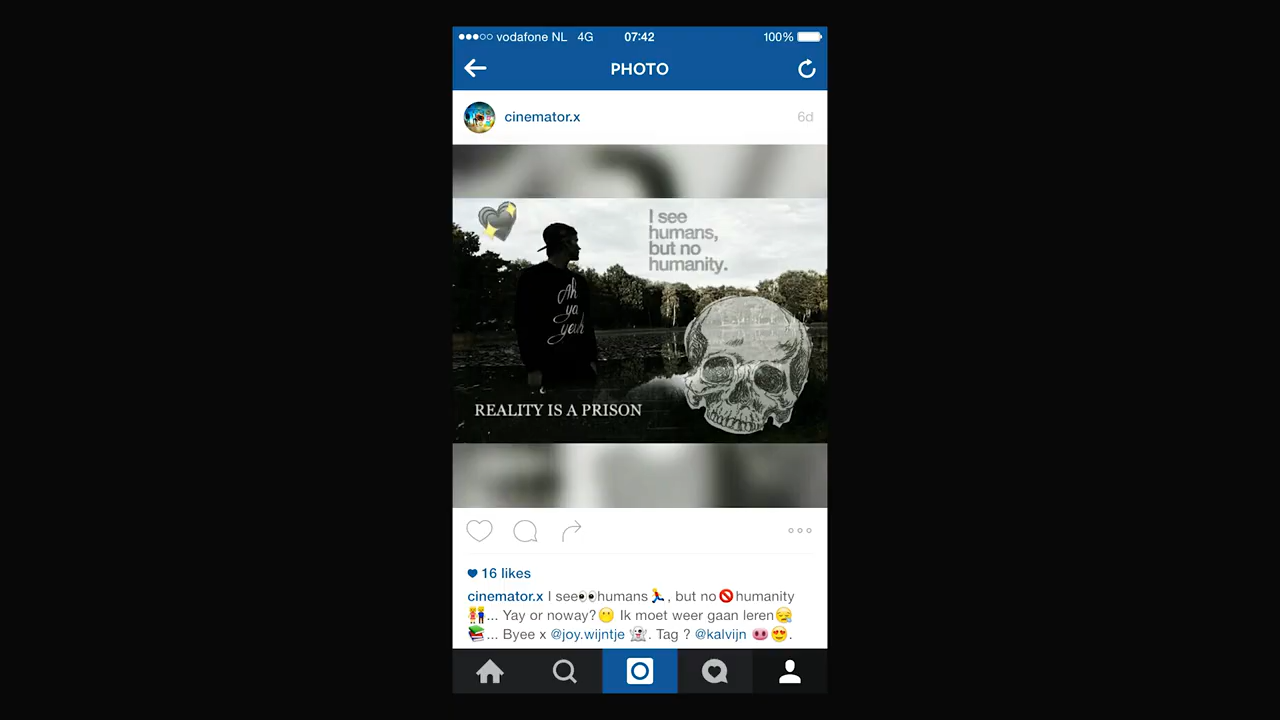 vodafone NL 4G 07:42 100%
PHOTO
cinemator.x 6d
I see
humans,
but no
humanity.
Ah
ya
yeah
REALITY IS A PRISON
16 likes
cinemator.x I see👀humans🏃, but no🚫humanity
👫... Yay or noway?😶 Ik moet weer gaan leren😪
📚... Byee x @joy.wijntje 👻. Tag ? @kalvijn 🐽😍.